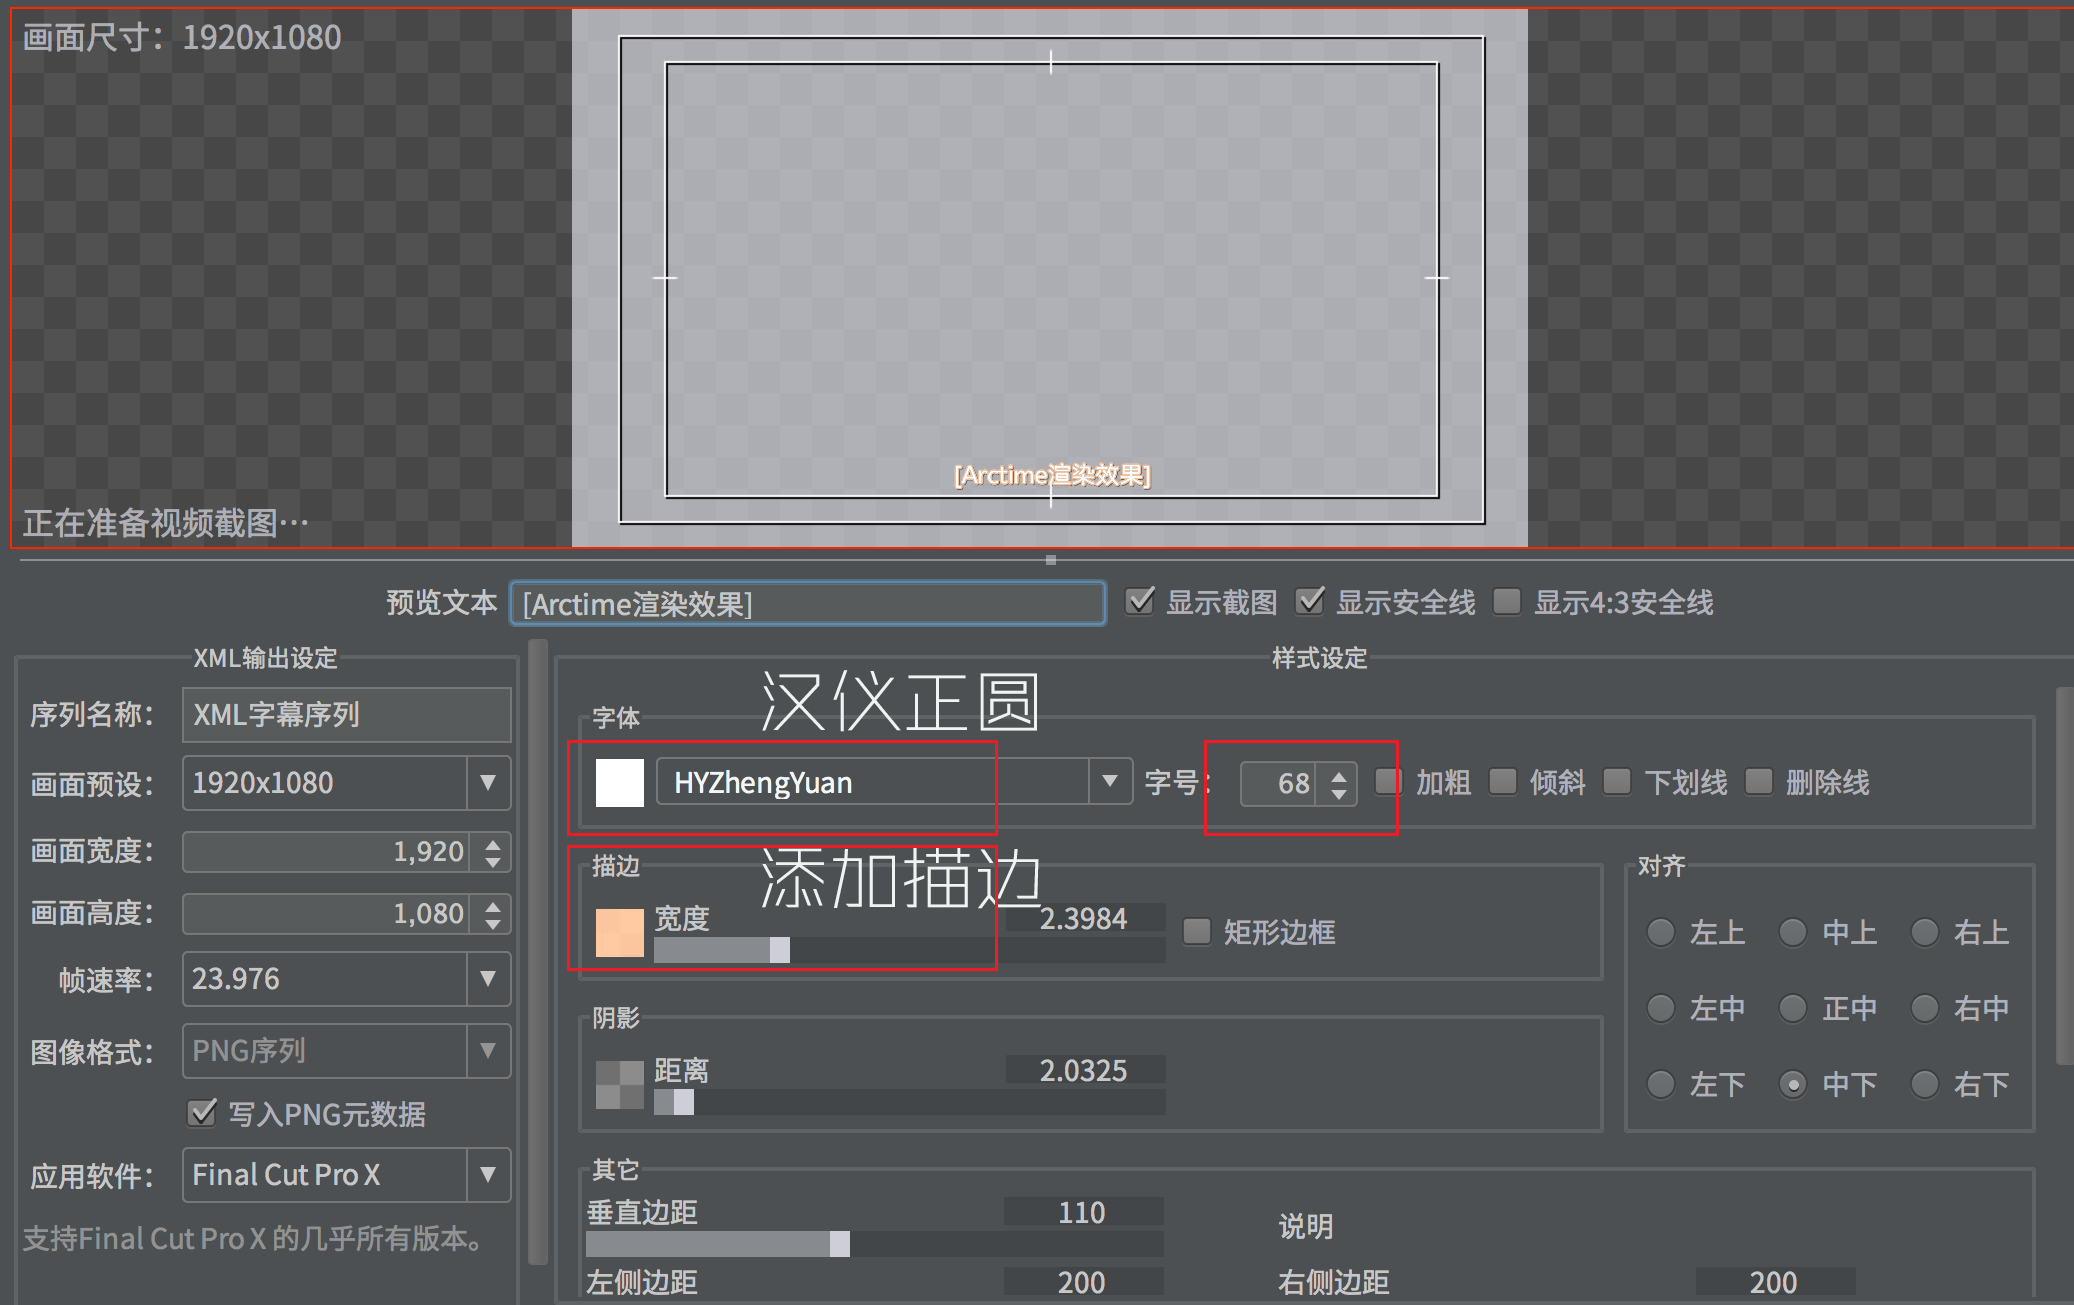 画面尺寸：1920x1080
[Arctime渲染效果]
正在准备视频截图…
预览文本 [Arctime渲染效果] 显示截图 显示安全线 显示4:3安全线
XML输出设定
序列名称： XML字幕序列
画面预设： 1920x1080
画面宽度： 1,920
画面高度： 1,080
帧速率： 23.976
图像格式： PNG序列
写入PNG元数据
应用软件： Final Cut Pro X
支持Final Cut Pro X 的几乎所有版本。
样式设定
汉仪正圆
字体
HYZhengYuan 字号： 68 加粗 倾斜 下划线 删除线
描边 添加描边
宽度 2.3984 矩形边框
对齐
左上 中上 右上
左中 正中 右中
左下 中下 右下
阴影
距离 2.0325
其它
垂直边距 110 说明
左侧边距 200 右侧边距 200